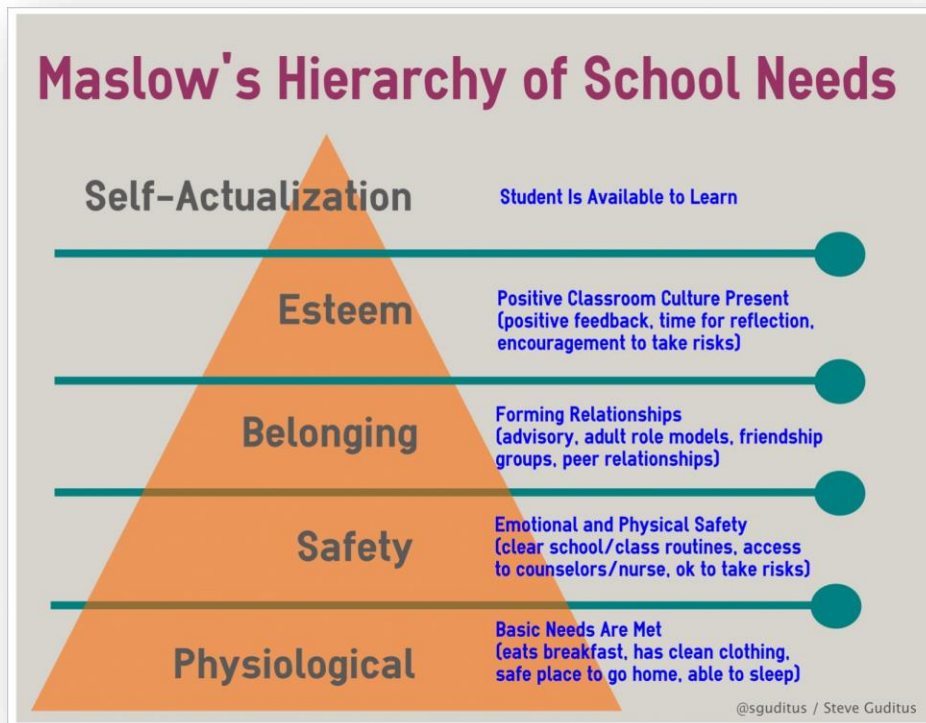 Maslow's Hierarchy of School Needs
Self-Actualization
Student Is Available to Learn
Esteem
Positive Classroom Culture Present
(positive feedback, time for reflection,
encouragement to take risks)
Belonging
Forming Relationships
(advisory, adult role models, friendship
groups, peer relationships)
Safety
Emotional and Physical Safety
(clear school/class routines, access
to counselors/nurse, ok to take risks)
Physiological
Basic Needs Are Met
(eats breakfast, has clean clothing,
safe place to go home, able to sleep)
@sguditus / Steve Guditus